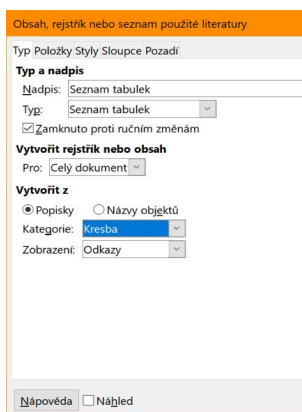 Obsah, rejstřík nebo seznam použité literatury
Typ Položky Styly Sloupce Pozadí
Typ a nadpis
Nadpis: Seznam tabulek
Typ: Seznam tabulek
Zamknuto proti ručním změnám
Vytvořit rejstřík nebo obsah
Pro: Celý dokument
Vytvořit z
Popisky Názvy objektů
Kategorie: Kresba
Zobrazení: Odkazy
Nápověda Náhled